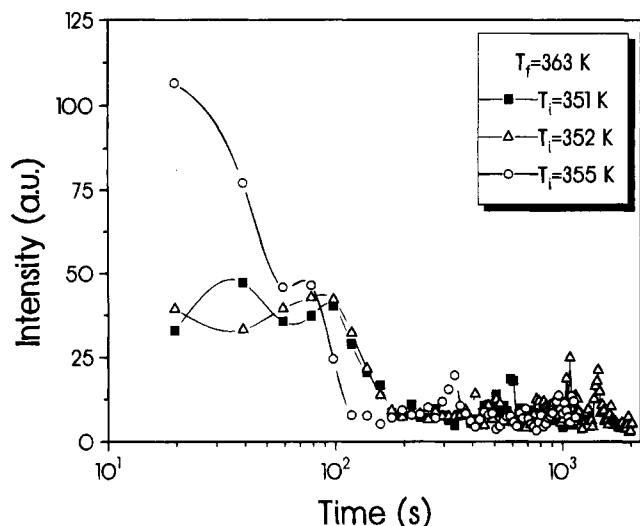 125
100
75
50
25
0
Intensity (a.u.)
T_f=363 K
T_i=351 K
T_i=352 K
T_i=355 K
10^1
10^2
10^3
Time (s)